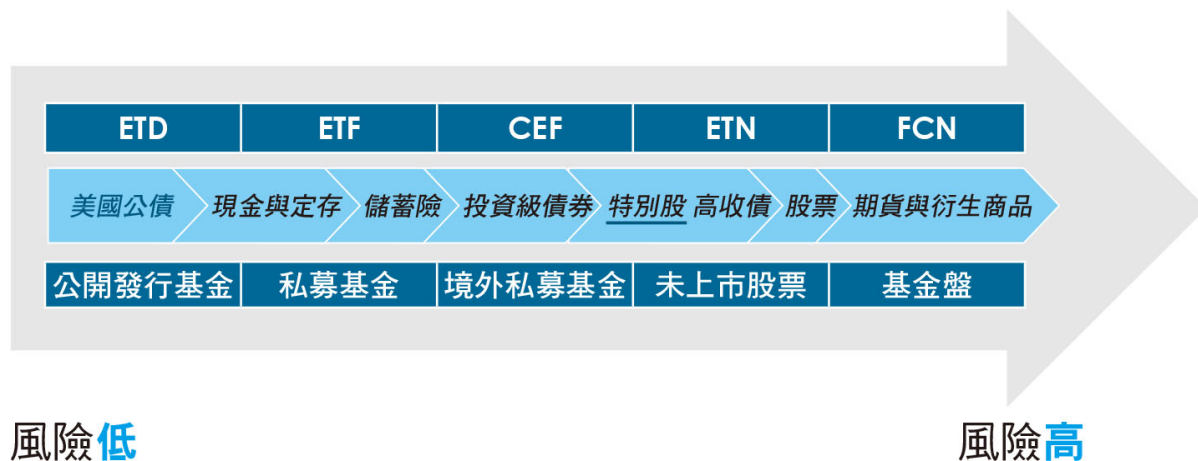 ETD ETF CEF ETN FCN
美國公債 現金與定存 儲蓄險 投資級債券 特別股 高收債 股票 期貨與衍生商品
公開發行基金 私募基金 境外私募基金 未上市股票 基金盤
風險低 風險高